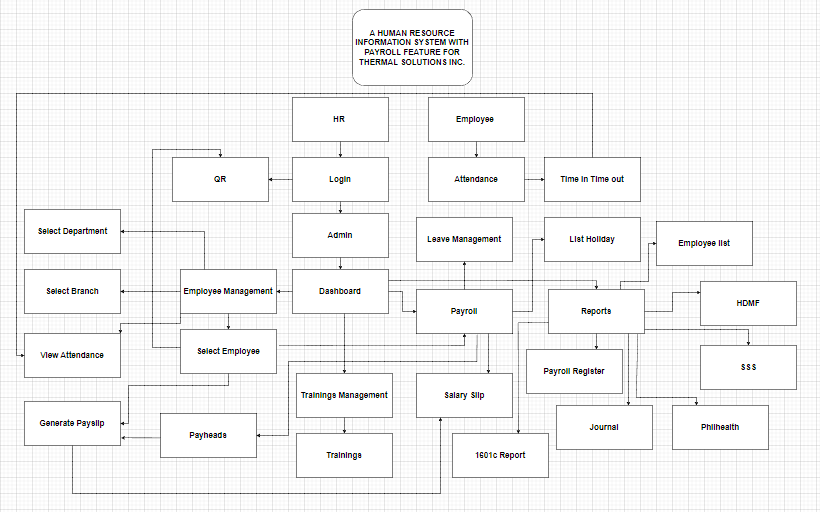 A HUMAN RESOURCE
INFORMATION SYSTEM WITH
PAYROLL FEATURE FOR
THERMAL SOLUTIONS INC.
HR
Employee
QR
Login
Attendance
Time in Time out
Select Department
Admin
Leave Management
List Holiday
Employee list
Select Branch
Employee Management
Dashboard
Payroll
Reports
HDMF
View Attendance
Select Employee
Payroll Register
SSS
Trainings Management
Salary Slip
Generate Payslip
Payheads
Journal
Philhealth
Trainings
1601c Report